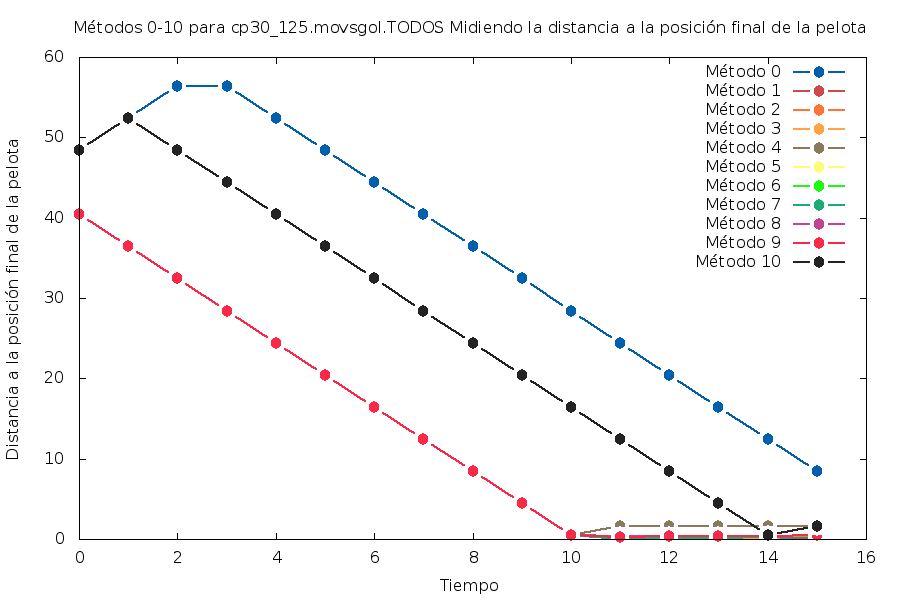 Métodos 0-10 para cp30_125.movsgol.TODOS Midiendo la distancia a la posición final de la pelota
60
50
40
30
20
10
0
Distancia a la posición final de la pelota
Método 0
Método 1
Método 2
Método 3
Método 4
Método 5
Método 6
Método 7
Método 8
Método 9
Método 10
0 2 4 6 8 10 12 14 16
Tiempo